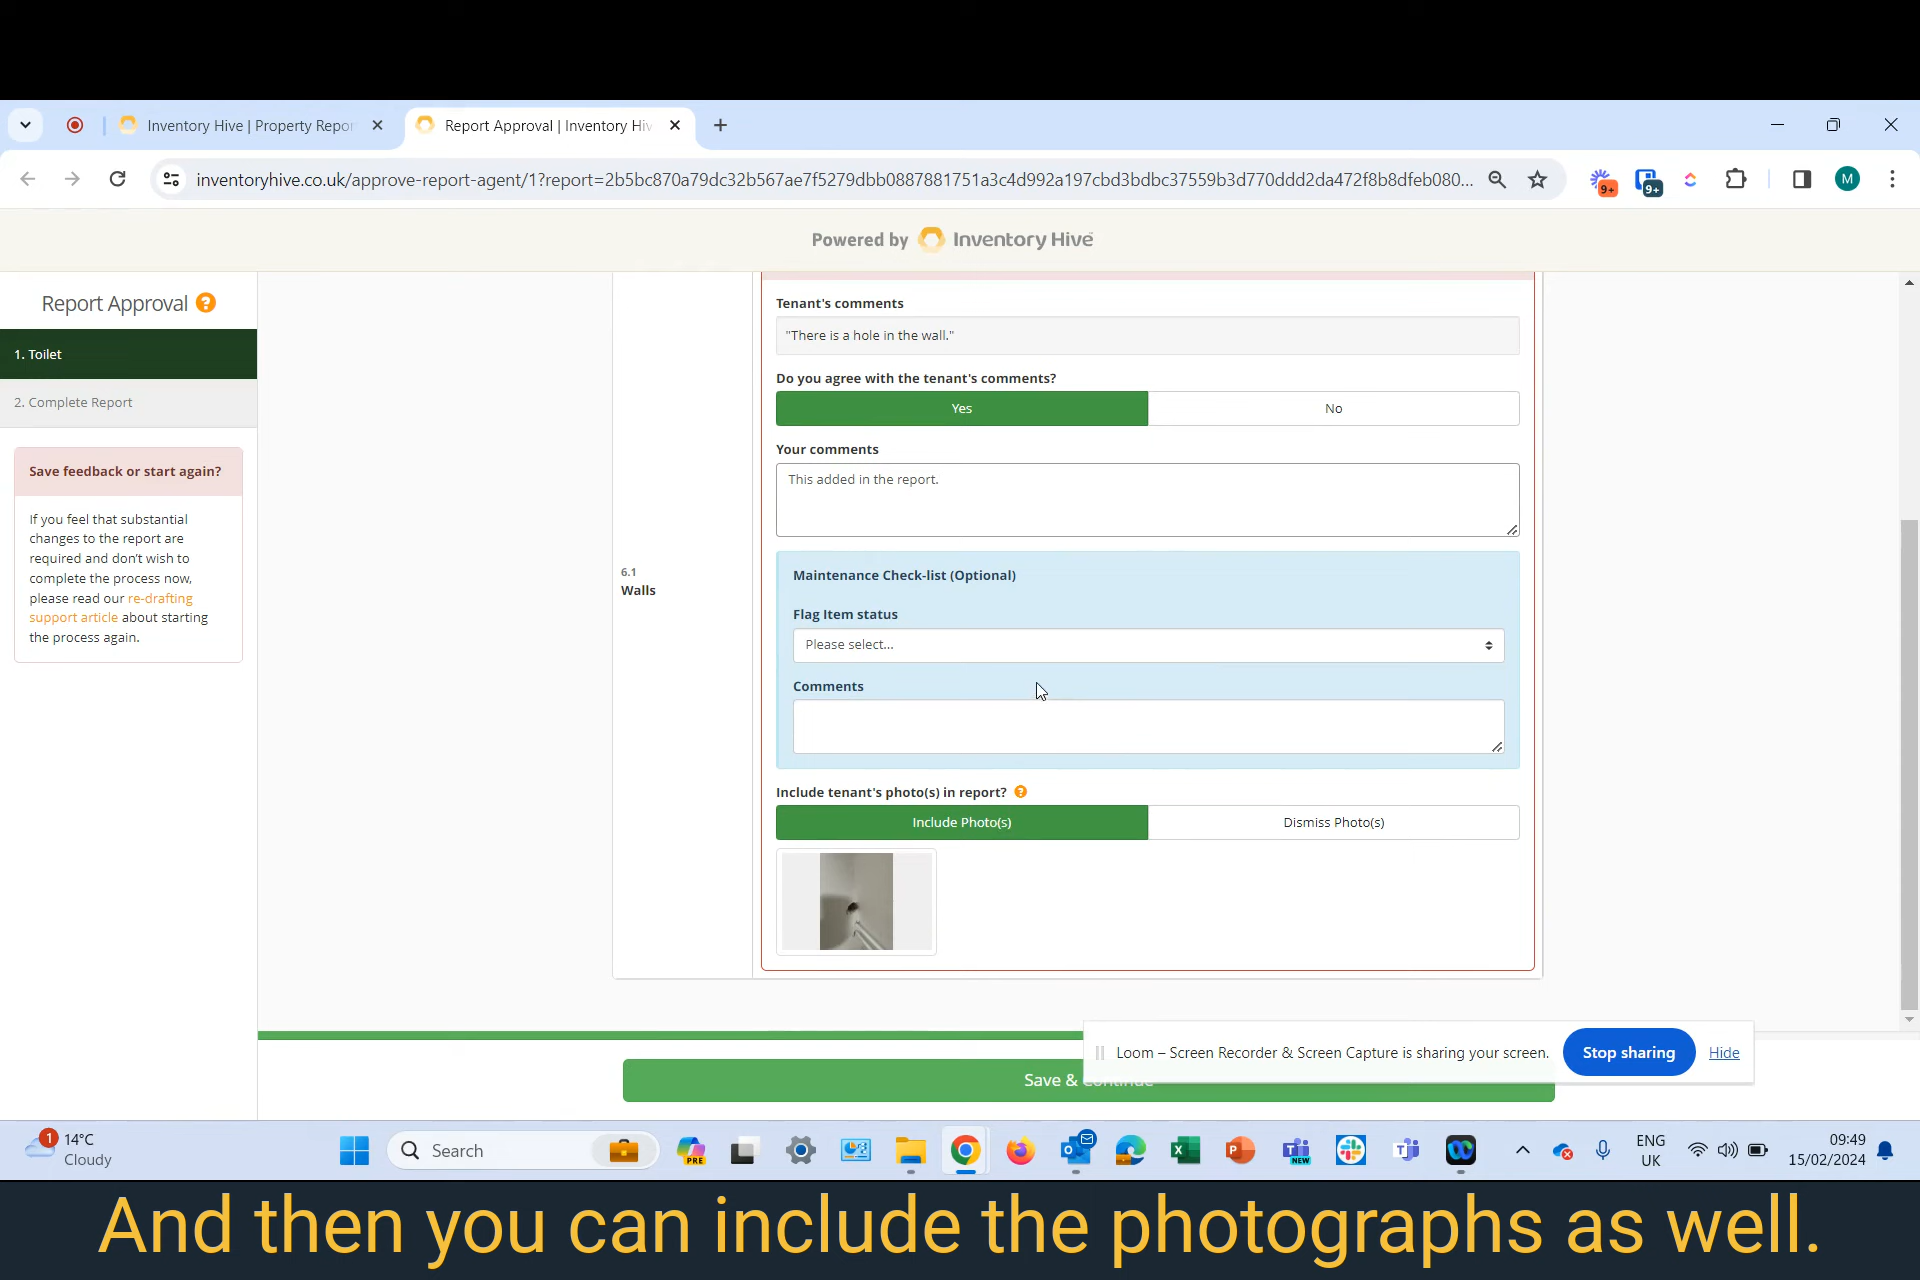 Inventory Hive | Property Repor
Report Approval | Inventory Hiv
inventoryhive.co.uk/approve-report-agent/1?report=2b5bc870a79dc32b567ae7f5279dbb0887881751a3c4d992a197cbd3bdbc37559b3d770ddd2da472f8b8dfeb080...
9+
9+
M
Powered by Inventory Hive
Report Approval ?
1. Toilet
2. Complete Report
Save feedback or start again?
If you feel that substantial
changes to the report are
required and don't wish to
complete the process now,
please read our re-drafting
support article about starting
the process again.
6.1
Walls
Tenant's comments
"There is a hole in the wall."
Do you agree with the tenant's comments?
Yes
No
Your comments
This added in the report.
Maintenance Check-list (Optional)
Flag Item status
Please select...
Comments
Include tenant's photo(s) in report? ?
Include Photo(s)
Dismiss Photo(s)
Loom – Screen Recorder & Screen Capture is sharing your screen.
Stop sharing
Hide
Save & Continue
1
14°C
Cloudy
Search
PRE
NEW
ENG
UK
09:49
15/02/2024
And then you can include the photographs as well.